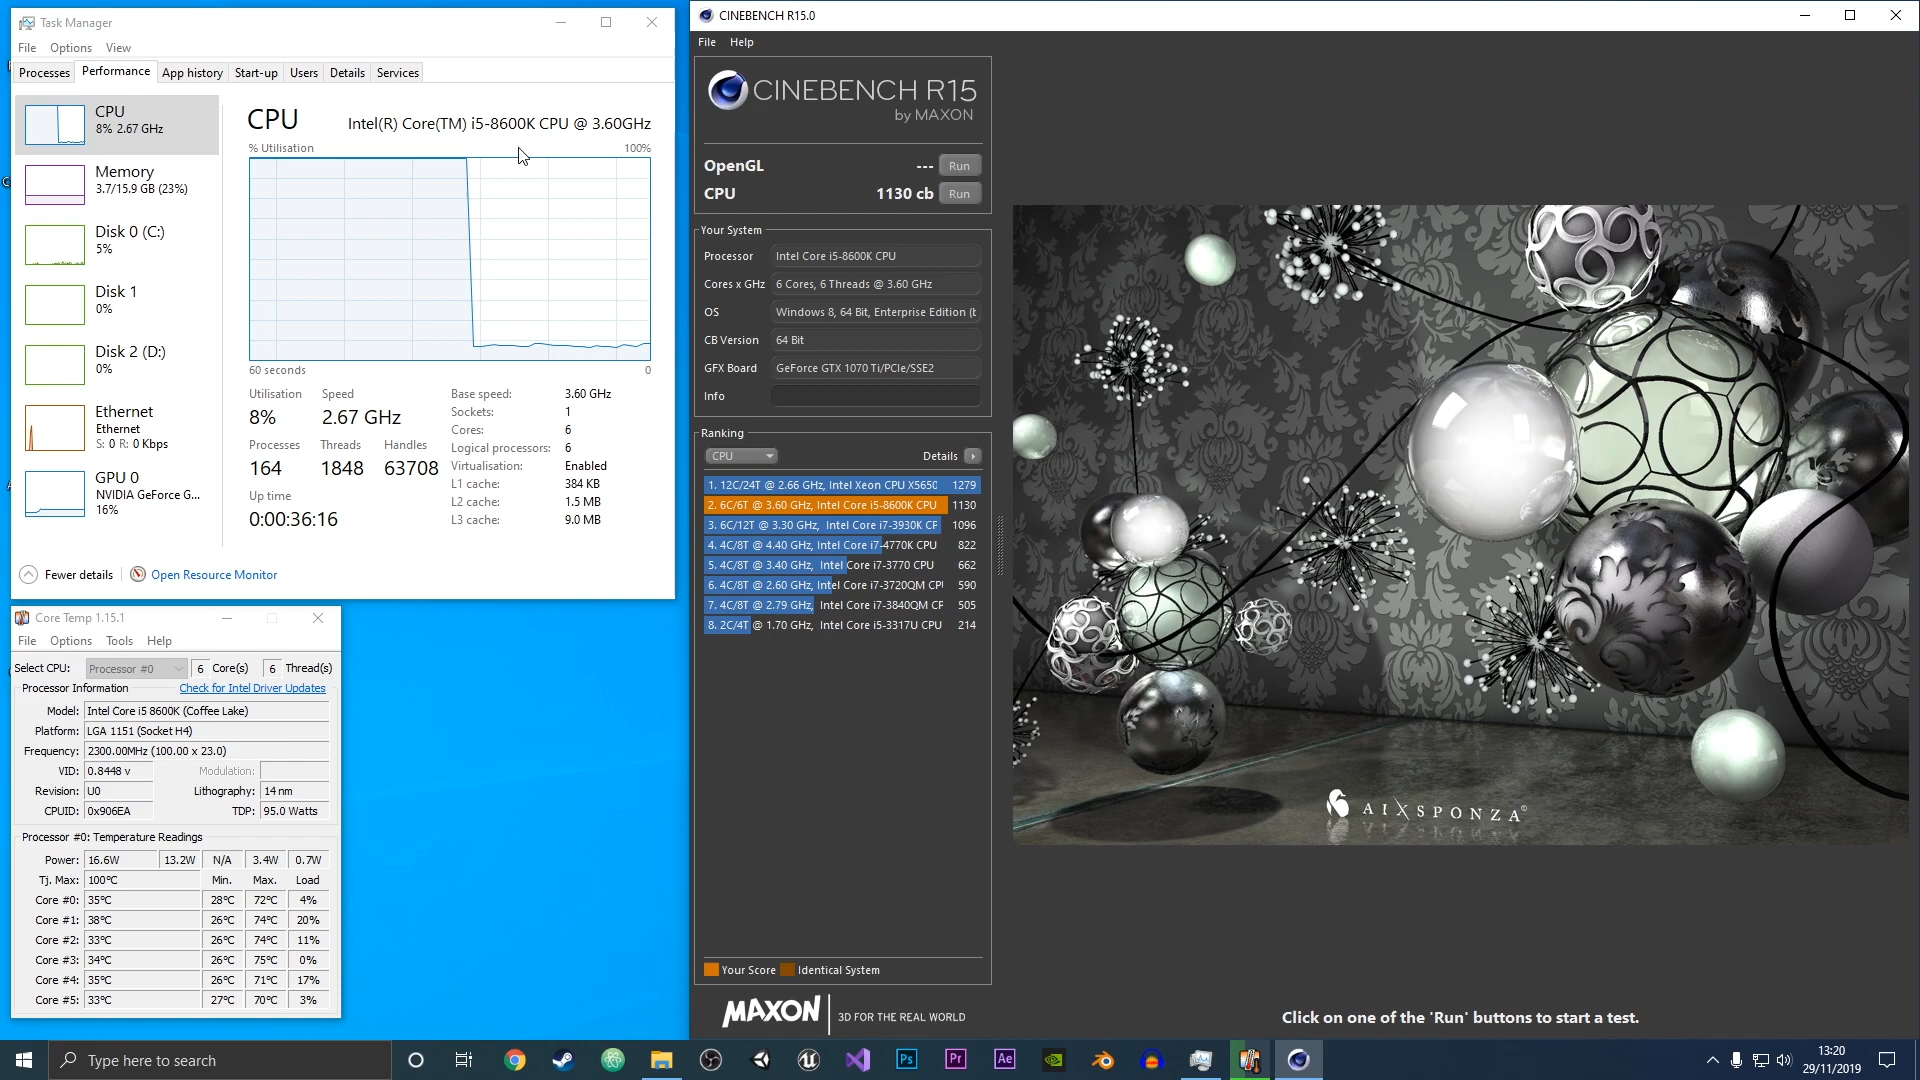 Task Manager
File Options View
Processes Performance App history Start-up Users Details Services
CPU
8% 2.67 GHz
Memory
3.7/15.9 GB (23%)
Disk 0 (C:)
5%
Disk 1
0%
Disk 2 (D:)
0%
Ethernet
Ethernet
S: 0 R: 0 Kbps
GPU 0
NVIDIA GeForce G...
16%
CPU Intel(R) Core(TM) i5-8600K CPU @ 3.60GHz
% Utilisation 100%
60 seconds 0
Utilisation Speed
8% 2.67 GHz
Processes Threads Handles
164 1848 63708
Up time
0:00:36:16
Base speed: 3.60 GHz
Sockets: 1
Cores: 6
Logical processors: 6
Virtualisation: Enabled
L1 cache: 384 KB
L2 cache: 1.5 MB
L3 cache: 9.0 MB
Fewer details Open Resource Monitor
Core Temp 1.15.1
File Options Tools Help
Select CPU: Processor #0 6 Core(s) 6 Thread(s)
Processor Information Check for Intel Driver Updates
Model: Intel Core i5 8600K (Coffee Lake)
Platform: LGA 1151 (Socket H4)
Frequency: 2300.00MHz (100.00 x 23.0)
VID: 0.8448 v Modulation:
Revision: U0 Lithography: 14 nm
CPUID: 0x906EA TDP: 95.0 Watts
Processor #0: Temperature Readings
Power: 16.6W 13.2W N/A 3.4W 0.7W
Tj. Max: 100°C Min. Max. Load
Core #0: 35°C 28°C 72°C 4%
Core #1: 38°C 26°C 74°C 20%
Core #2: 33°C 26°C 74°C 11%
Core #3: 34°C 26°C 75°C 0%
Core #4: 35°C 26°C 71°C 17%
Core #5: 33°C 27°C 70°C 3%
CINEBENCH R15.0
File Help
CINEBENCH R15
by MAXON
OpenGL --- Run
CPU 1130 cb Run
Your System
Processor Intel Core i5-8600K CPU
Cores x GHz 6 Cores, 6 Threads @ 3.60 GHz
OS Windows 8, 64 Bit, Enterprise Edition (b
CB Version 64 Bit
GFX Board GeForce GTX 1070 Ti/PCIe/SSE2
Info
Ranking
CPU Details
1. 12C/24T @ 2.66 GHz, Intel Xeon CPU X5650 1279
2. 6C/6T @ 3.60 GHz, Intel Core i5-8600K CPU 1130
3. 6C/12T @ 3.30 GHz, Intel Core i7-3930K CP 1096
4. 4C/8T @ 4.40 GHz, Intel Core i7-4770K CPU 822
5. 4C/8T @ 3.40 GHz, Intel Core i7-3770 CPU 662
6. 4C/8T @ 2.60 GHz, Intel Core i7-3720QM CPU 590
7. 4C/8T @ 2.79 GHz, Intel Core i7-3840QM CP 505
8. 2C/4T @ 1.70 GHz, Intel Core i5-3317U CPU 214
Your Score Identical System
MAXON 3D FOR THE REAL WORLD
AIXSPONZA®
Click on one of the 'Run' buttons to start a test.
Type here to search
Ps Pr Ae
13:20
29/11/2019